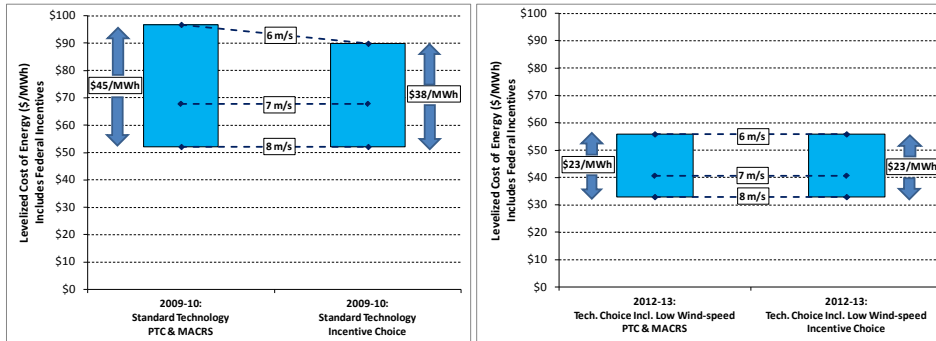 Levelized Cost of Energy ($/MWh)
Includes Federal Incentives
$100
$90
$80
$70
$60
$50
$40
$30
$20
$10
$0
6 m/s
$45/MWh
$38/MWh
7 m/s
8 m/s
2009-10:
Standard Technology
PTC & MACRS
2009-10:
Standard Technology
Incentive Choice
Levelized Cost of Energy ($/MWh)
Includes Federal Incentives
$100
$90
$80
$70
$60
$50
$40
$30
$20
$10
$0
6 m/s
$23/MWh
$23/MWh
7 m/s
8 m/s
2012-13:
Tech. Choice Incl. Low Wind-speed
PTC & MACRS
2012-13:
Tech. Choice Incl. Low Wind-speed
Incentive Choice